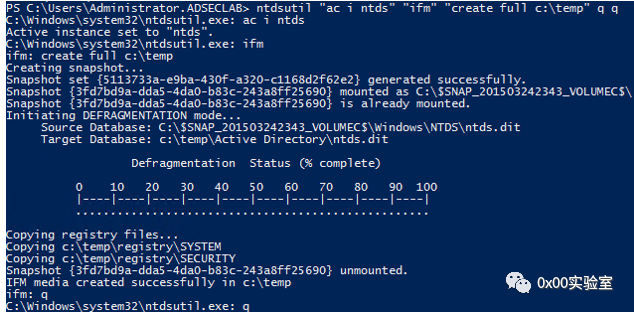 PS C:\Users\Administrator.ADSECLAB> ntdsutil "ac i ntds" "ifm" "create full c:\temp" q q
C:\Windows\system32\ntdsutil.exe: ac i ntds
Active instance set to "ntds".
C:\Windows\system32\ntdsutil.exe: ifm
ifm: create full c:\temp
Creating snapshot...
Snapshot set {5113733a-e9ba-430f-a320-c1168d2f62e2} generated successfully.
Snapshot {3fd7bd9a-dda5-4da0-b83c-243a8ff25690} mounted as C:\$SNAP_201503242343_VOLUMEC$\
Snapshot {3fd7bd9a-dda5-4da0-b83c-243a8ff25690} is already mounted.
Initiating DEFRAGMENTATION mode...
Source Database: C:\$SNAP_201503242343_VOLUMEC$\Windows\NTDS\ntds.dit
Target Database: c:\temp\Active Directory\ntds.dit
Defragmentation Status (% complete)
0 10 20 30 40 50 60 70 80 90 100
|----|----|----|----|----|----|----|----|----|----|
...................................................
Copying registry files...
Copying c:\temp\registry\SYSTEM
Copying c:\temp\registry\SECURITY
Snapshot {3fd7bd9a-dda5-4da0-b83c-243a8ff25690} unmounted.
IFM media created successfully in c:\temp
ifm: q
C:\Windows\system32\ntdsutil.exe: q
0x00实验室